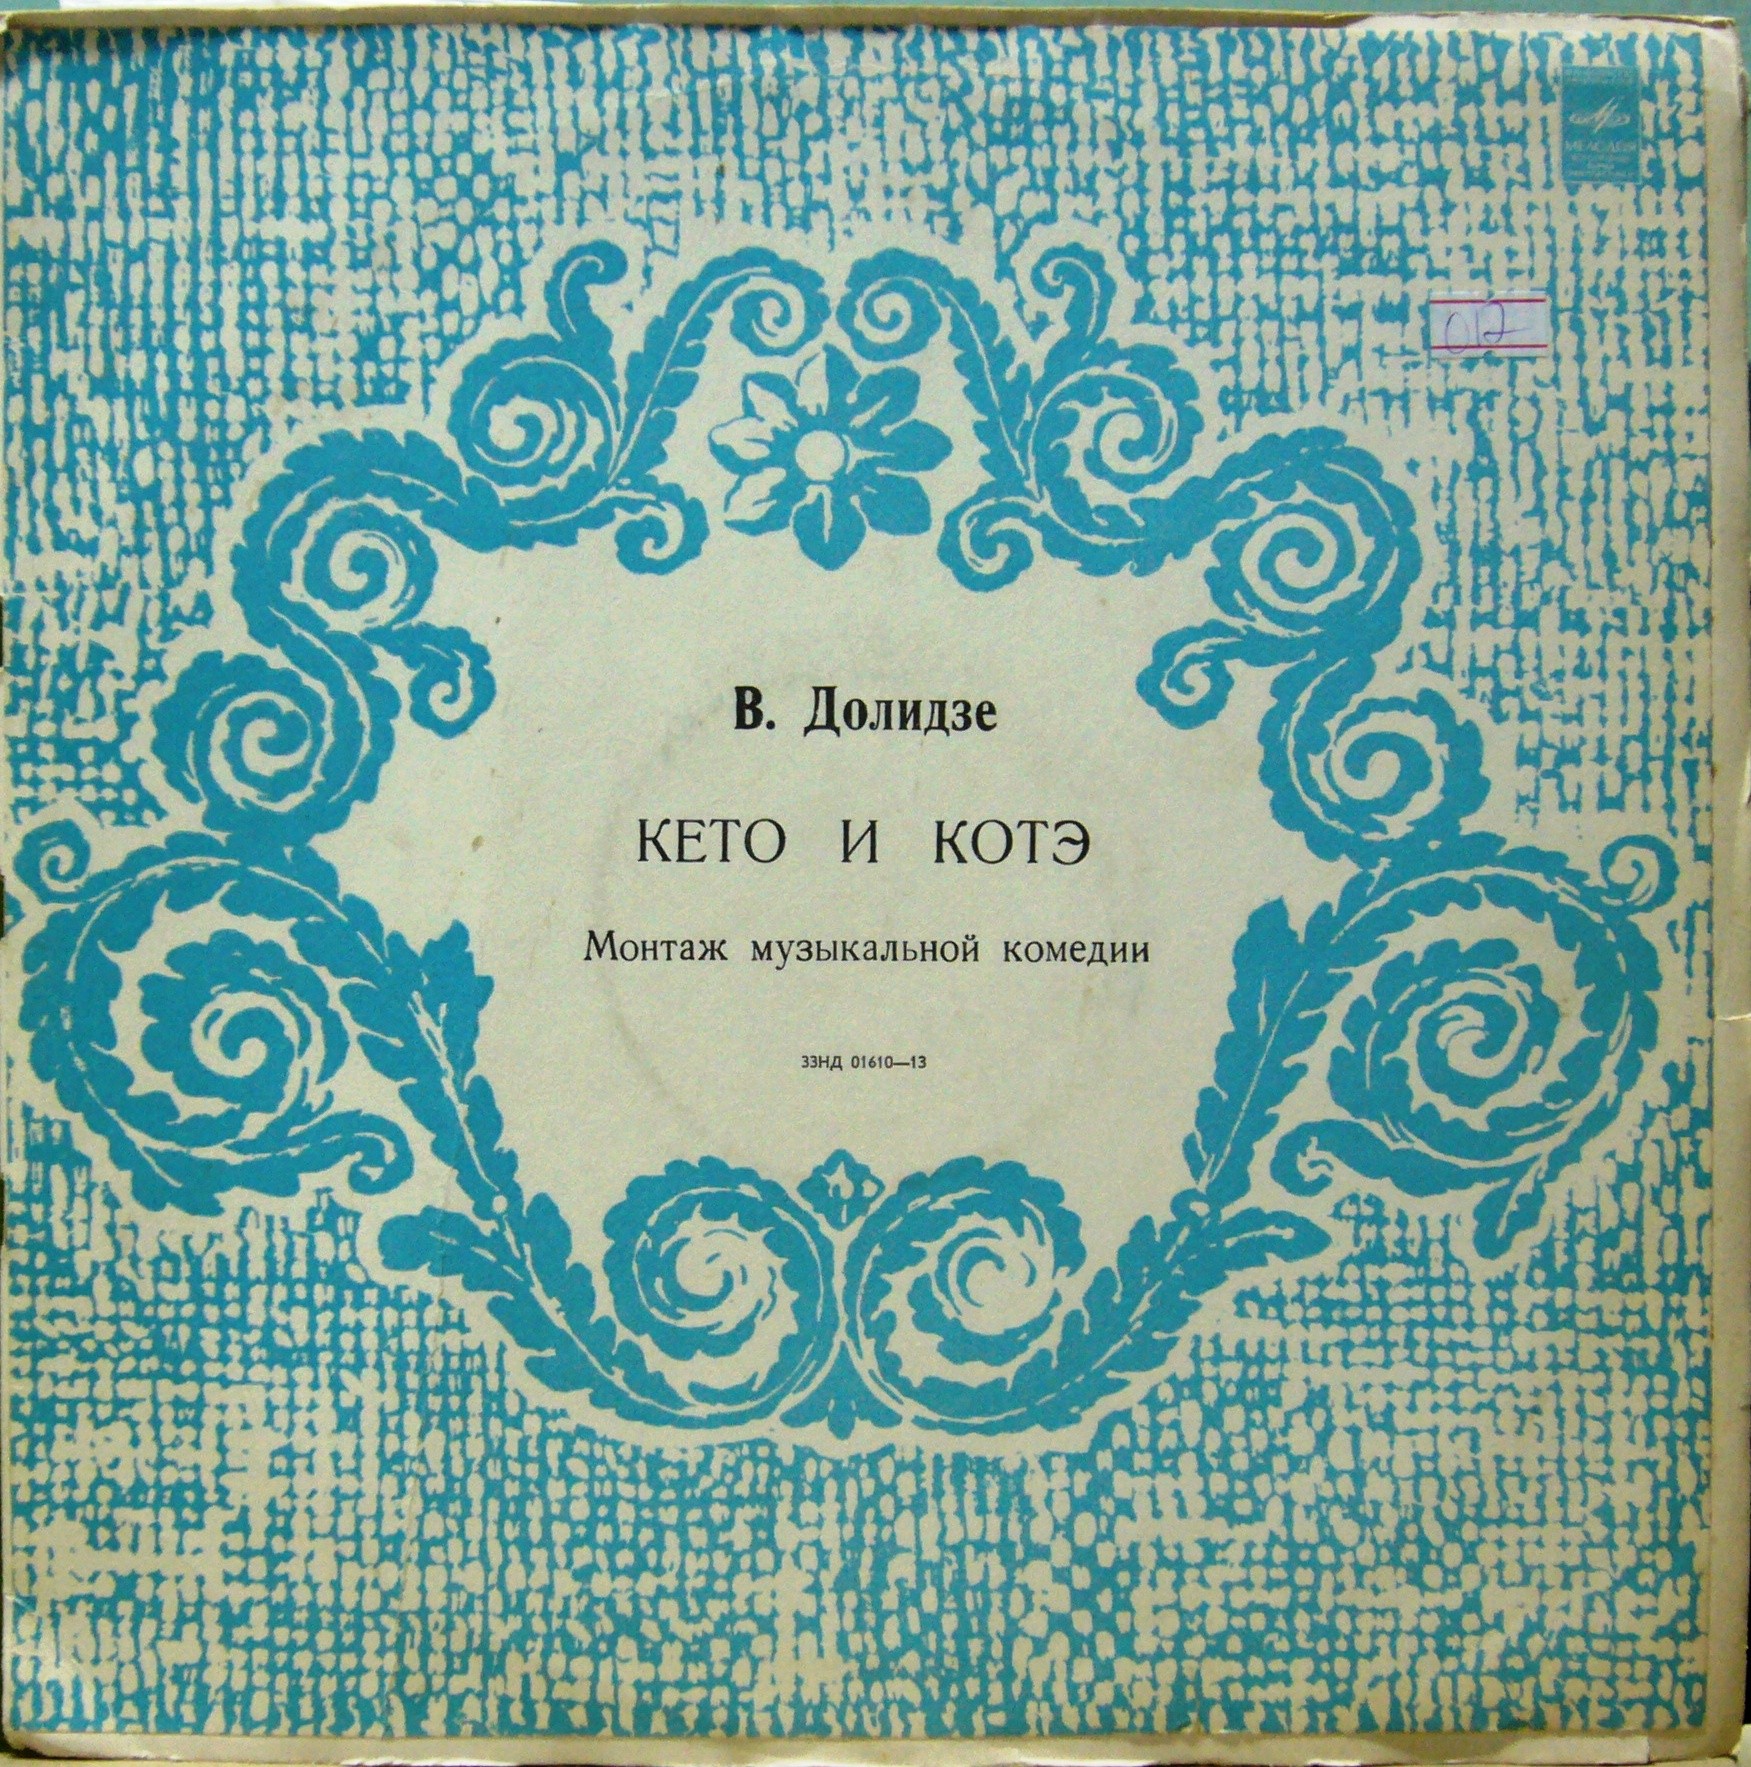 МЕЛОДИЯ
012
В. Долидзе
КЕТО И КОТЭ
Монтаж музыкальной комедии
33НД 01610—13